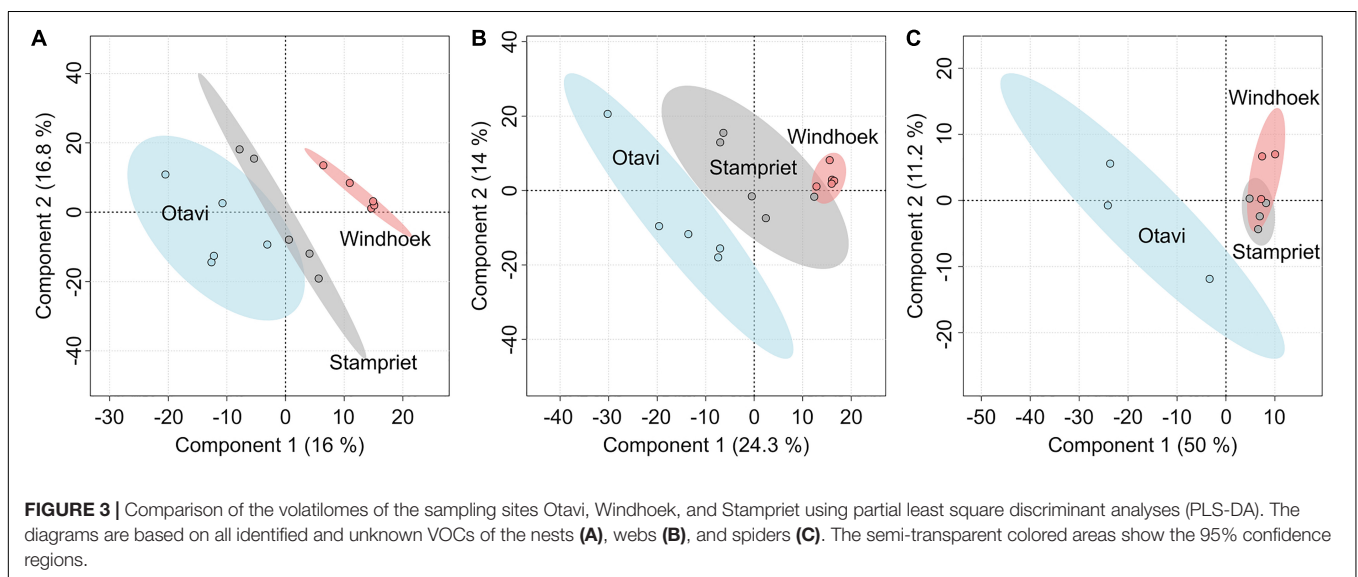 A
B
C
40
20
0
-20
-40
Component 2 (16.8 %)
Otavi
Windhoek
Stampriet
-30
-20
-10
0
10
20
Component 1 (16 %)
40
20
0
-20
-40
Component 2 (14 %)
Otavi
Stampriet
Windhoek
-40
-30
-20
-10
0
10
20
Component 1 (24.3 %)
20
10
0
-10
-20
Component 2 (11.2 %)
Windhoek
Otavi
Stampriet
-50
-40
-30
-20
-10
0
10
Component 1 (50 %)
FIGURE 3 | Comparison of the volatilomes of the sampling sites Otavi, Windhoek, and Stampriet using partial least square discriminant analyses (PLS-DA). The
diagrams are based on all identified and unknown VOCs of the nests (A), webs (B), and spiders (C). The semi-transparent colored areas show the 95% confidence
regions.